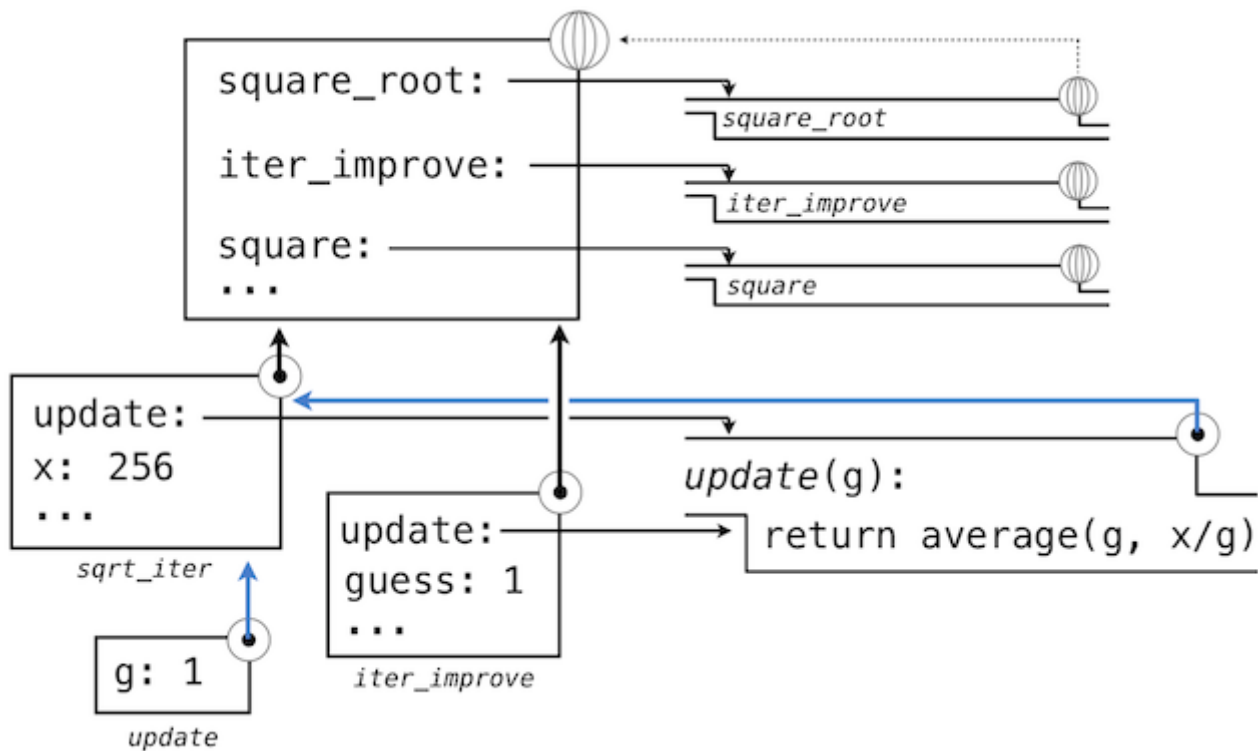 square_root:
square_root
iter_improve:
iter_improve
square:
square
...
update:
x: 256
...
sqrt_iter
update(g):
return average(g, x/g)
update:
guess: 1
...
iter_improve
g: 1
update